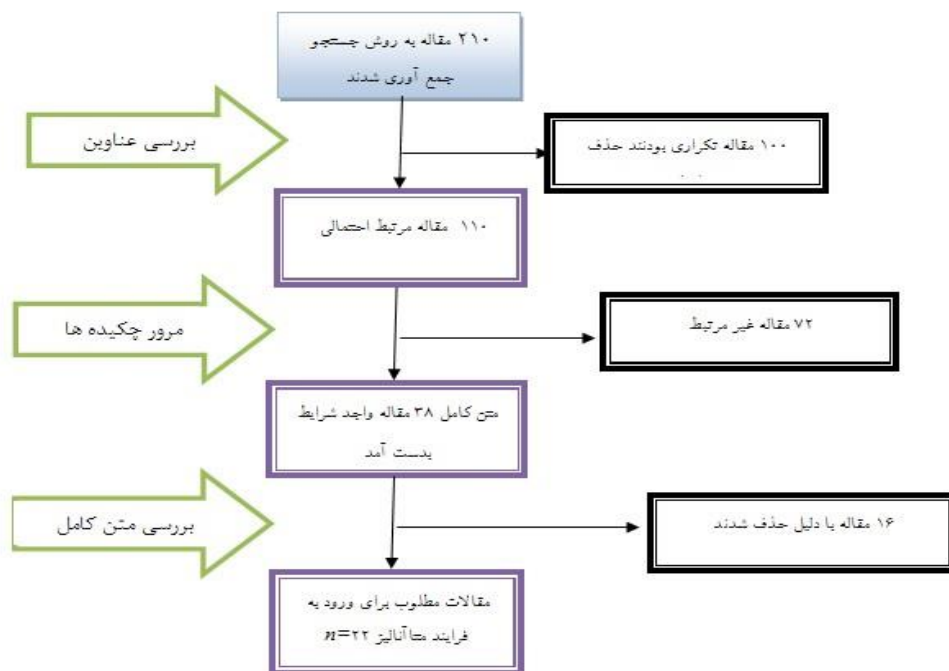 ۲۱۰ مقاله به روش جستجو
جمع آوری شدند
بررسی عناوین
۱۰۰ مقاله تکراری بودنند حذف
۱۱۰ مقاله مرتبط احتمالی
مرور چکیده ها
۷۲ مقاله غیر مرتبط
متن کامل ۳۸ مقاله واجد شرایط
بدست آمد
بررسی متن کامل
۱۶ مقاله با دلیل حذف شدند
مقالات مطلوب برای ورود به
فرایند متاآنالیز n=۲۲